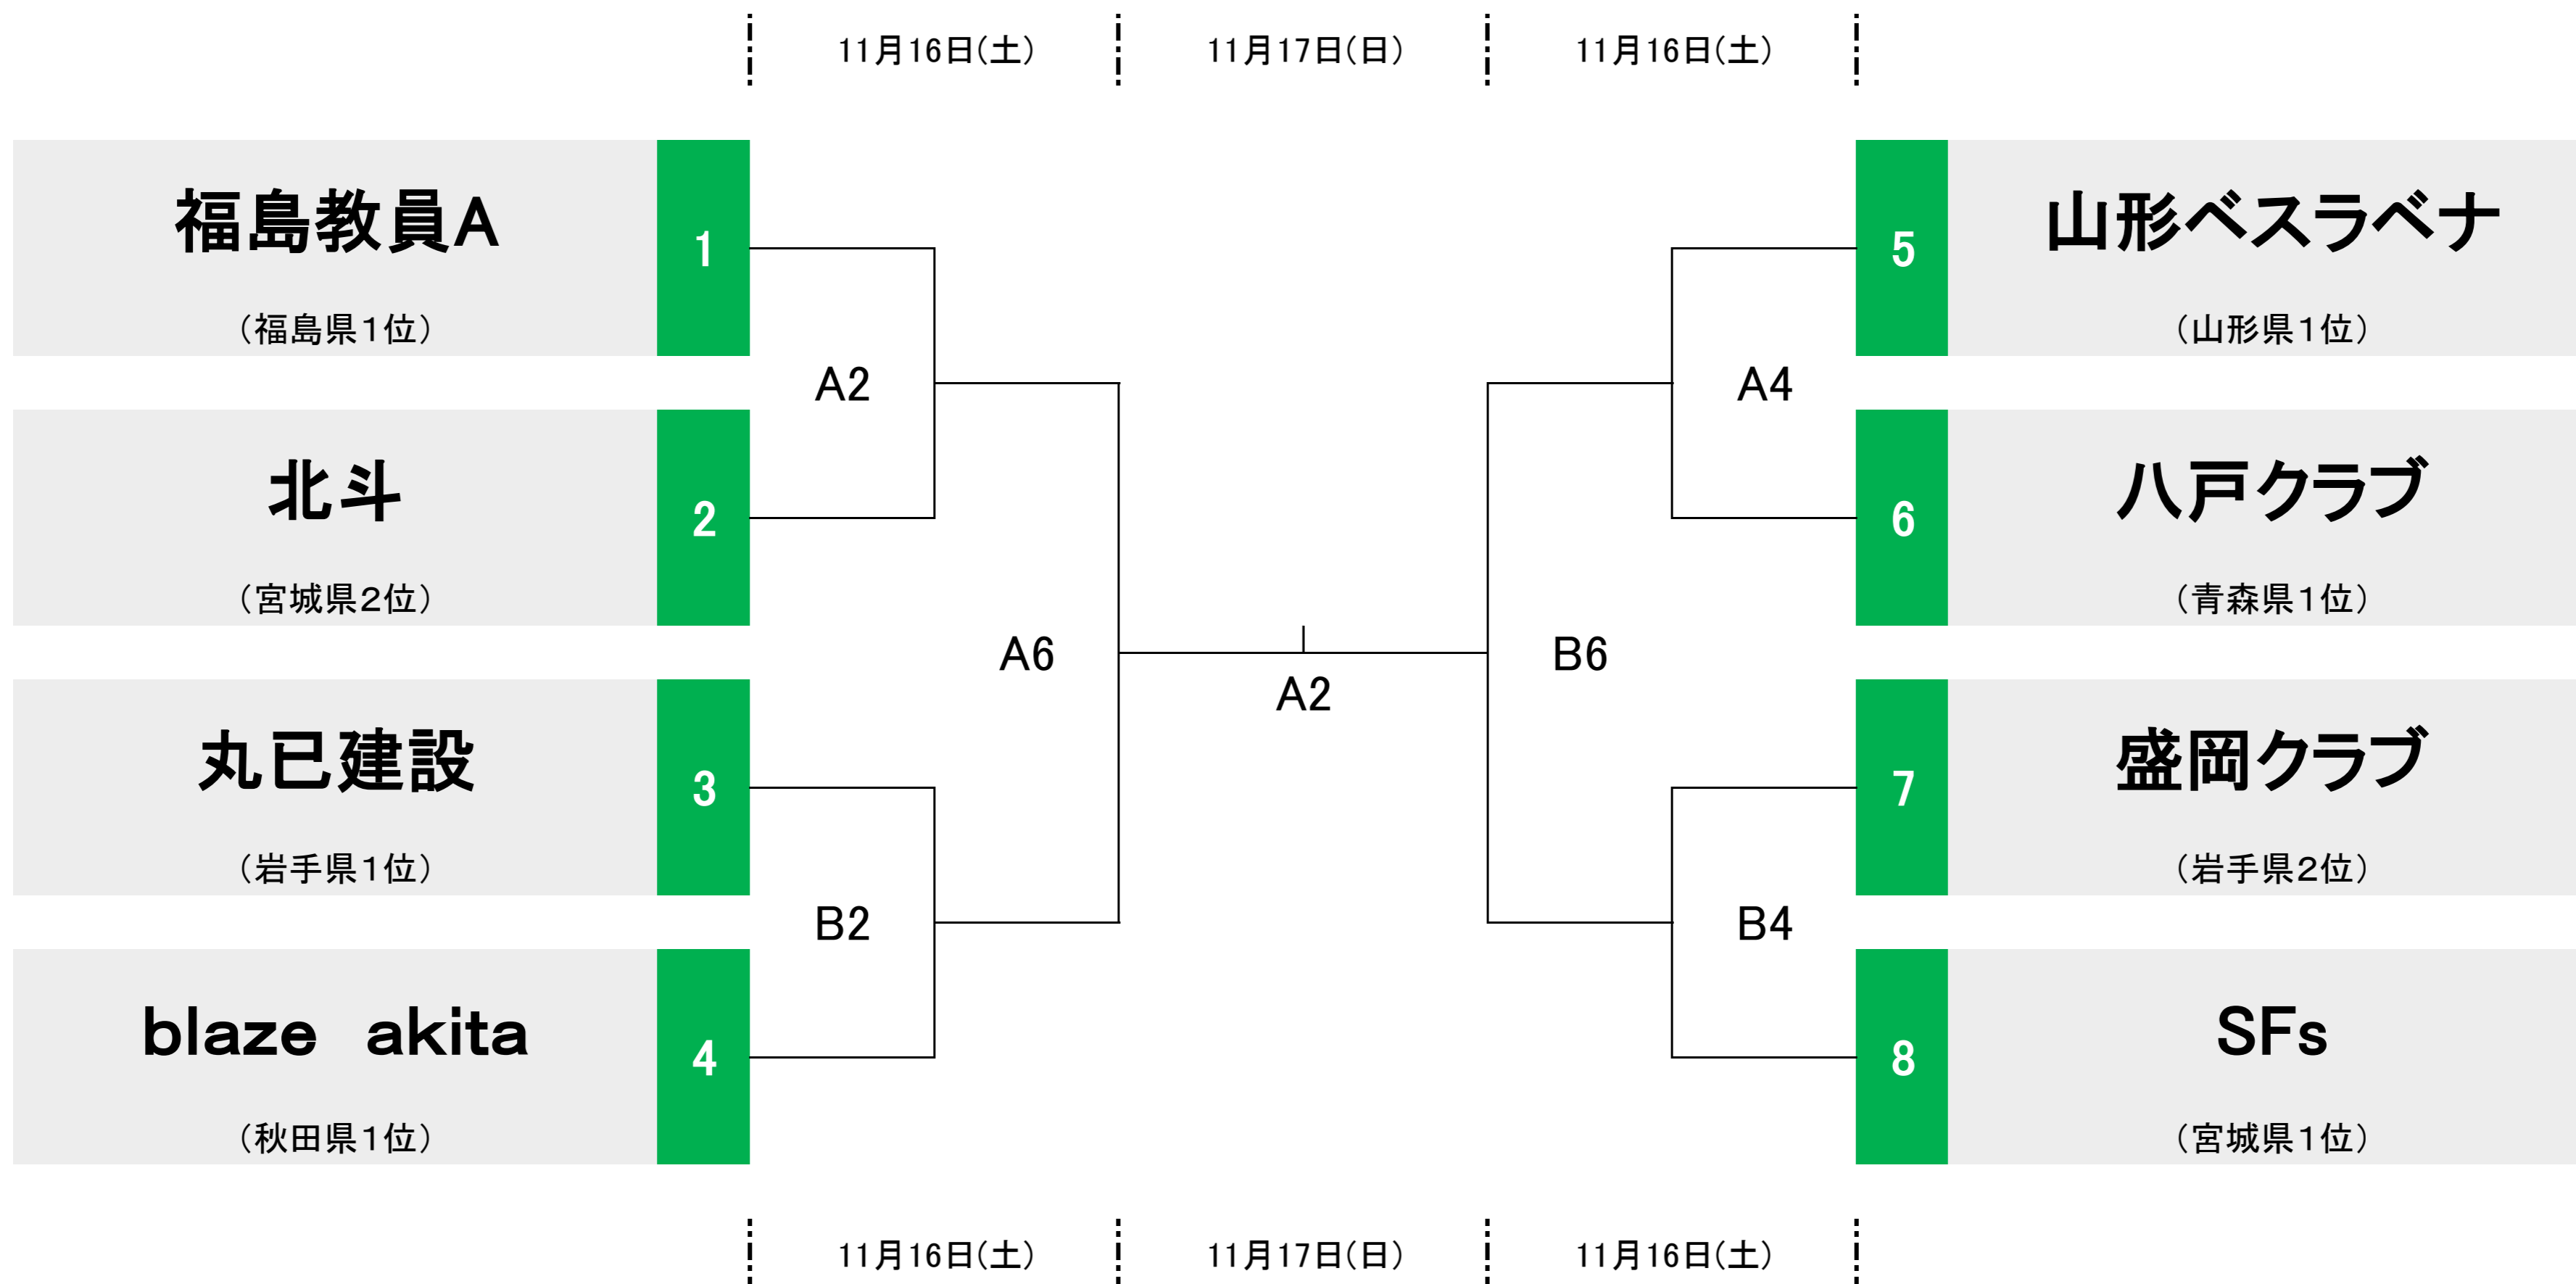 11月16日(土) 11月17日(日) 11月16日(土)
福島教員A
1
（福島県１位）
北斗
2
（宮城県２位）
丸已建設
3
（岩手県１位）
blaze　akita
4
（秋田県１位）
A2
B2
A6
A2
B6
A4
B4
5
山形ベスラベナ
（山形県１位）
6
八戸クラブ
（青森県１位）
7
盛岡クラブ
（岩手県２位）
8
SFs
（宮城県１位）
11月16日(土) 11月17日(日) 11月16日(土)